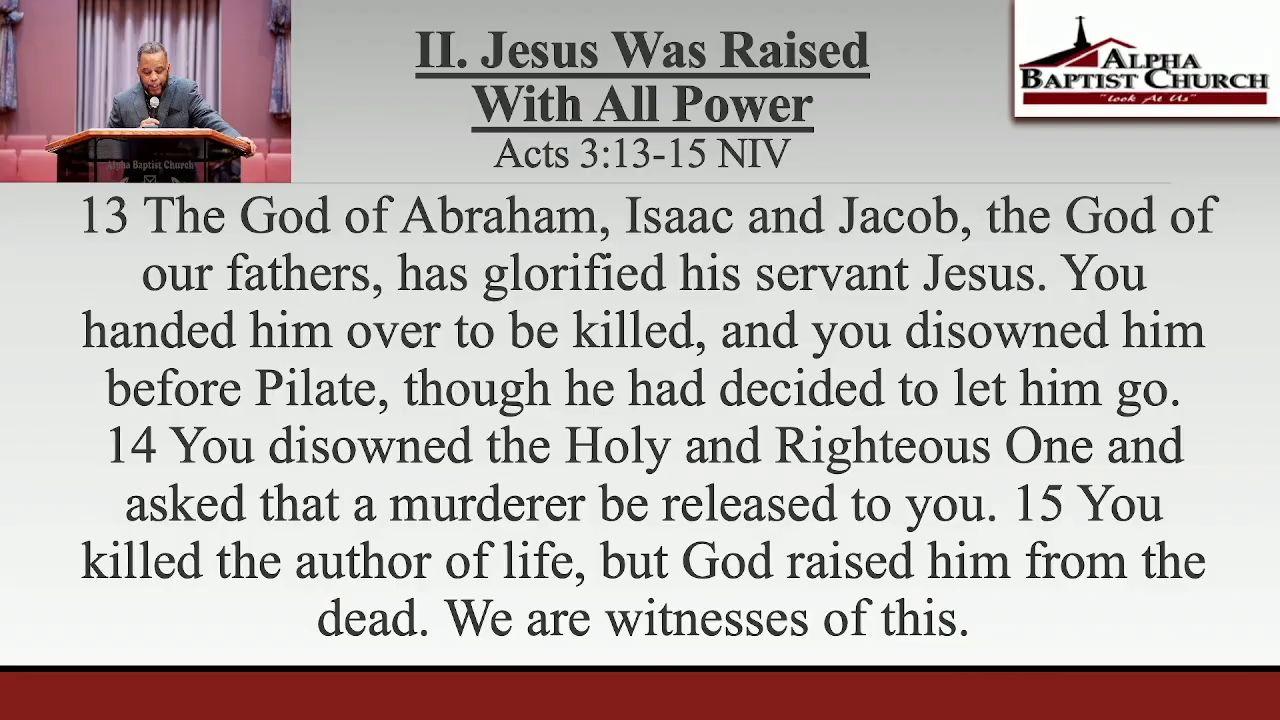 II. Jesus Was Raised
With All Power
Acts 3:13-15 NIV
ALPHA
BAPTIST CHURCH
"Look At Us"
Alpha Baptist Church
13 The God of Abraham, Isaac and Jacob, the God of
our fathers, has glorified his servant Jesus. You
handed him over to be killed, and you disowned him
before Pilate, though he had decided to let him go.
14 You disowned the Holy and Righteous One and
asked that a murderer be released to you. 15 You
killed the author of life, but God raised him from the
dead. We are witnesses of this.